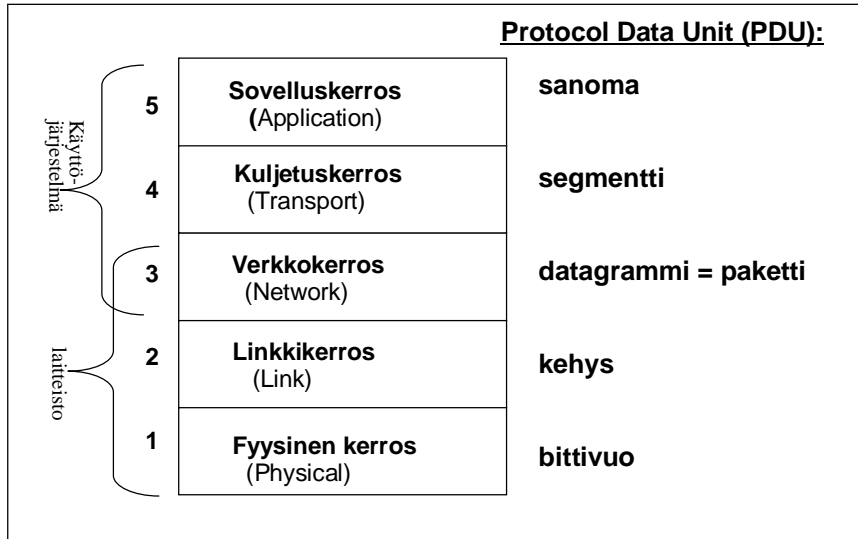 Protocol Data Unit (PDU):
5
Sovelluskerros
(Application)
sanoma
Käyttö-
järjestelmä
4
Kuljetuskerros
(Transport)
segmentti
3
Verkkokerros
(Network)
datagrammi = paketti
laitteisto
2
Linkkikerros
(Link)
kehys
1
Fyysinen kerros
(Physical)
bittivuo